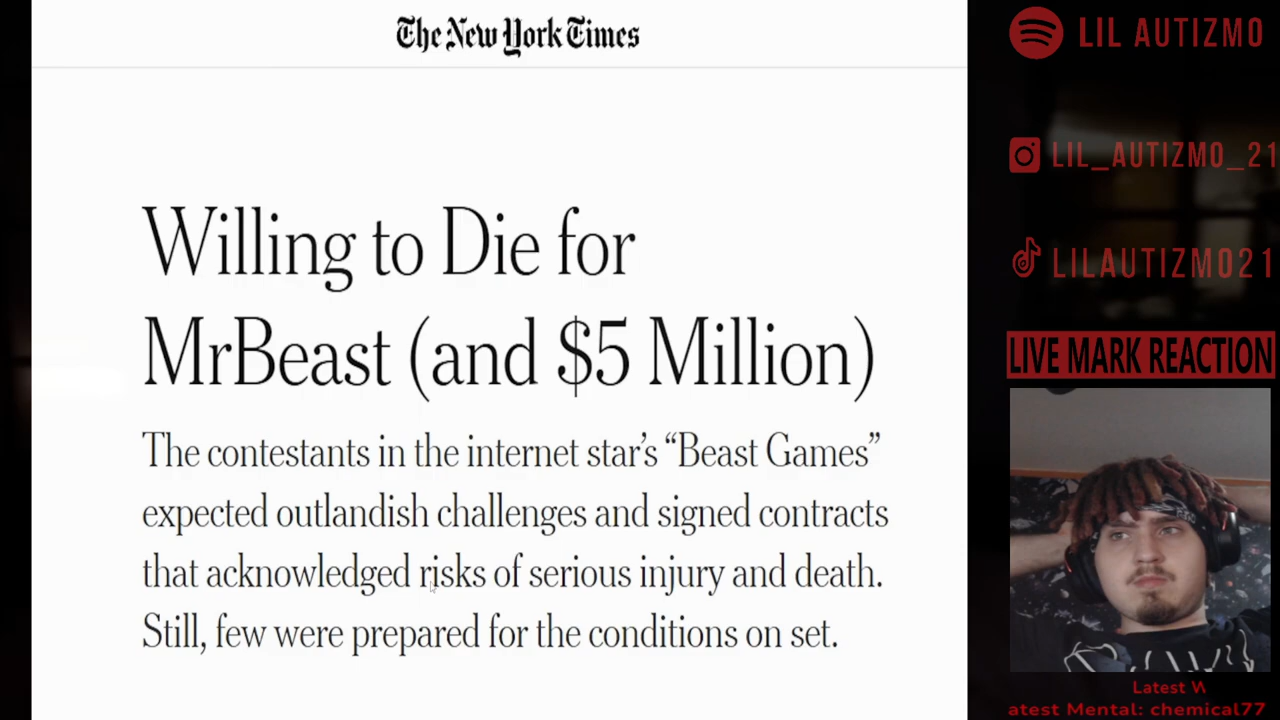 The New York Times
Willing to Die for
MrBeast (and $5 Million)
The contestants in the internet star’s “Beast Games”
expected outlandish challenges and signed contracts
that acknowledged risks of serious injury and death.
Still, few were prepared for the conditions on set.
LIL AUTIZMO
LIL_AUTIZMO_21
LILAUTIZMO21
LIVE MARK REACTION
Latest
atest Mental: chemical77